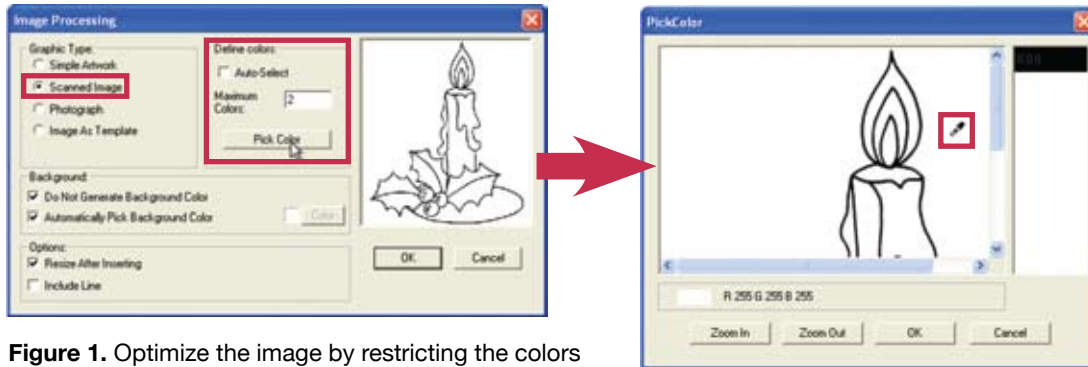 Image Processing
Graphic Type:
Simple Artwork
Scanned Image
Photograph
Image As Template
Define colors:
Auto-Select
Maximum Colors:
2
Pick Color
Background:
Do Not Generate Background Color
Automatically Pick Background Color
Color
Options:
Resize After Inserting
Include Line
OK
Cancel
PickColor
R 255 G 255 B 255
Zoom In
Zoom Out
OK
Cancel
Figure 1. Optimize the image by restricting the colors